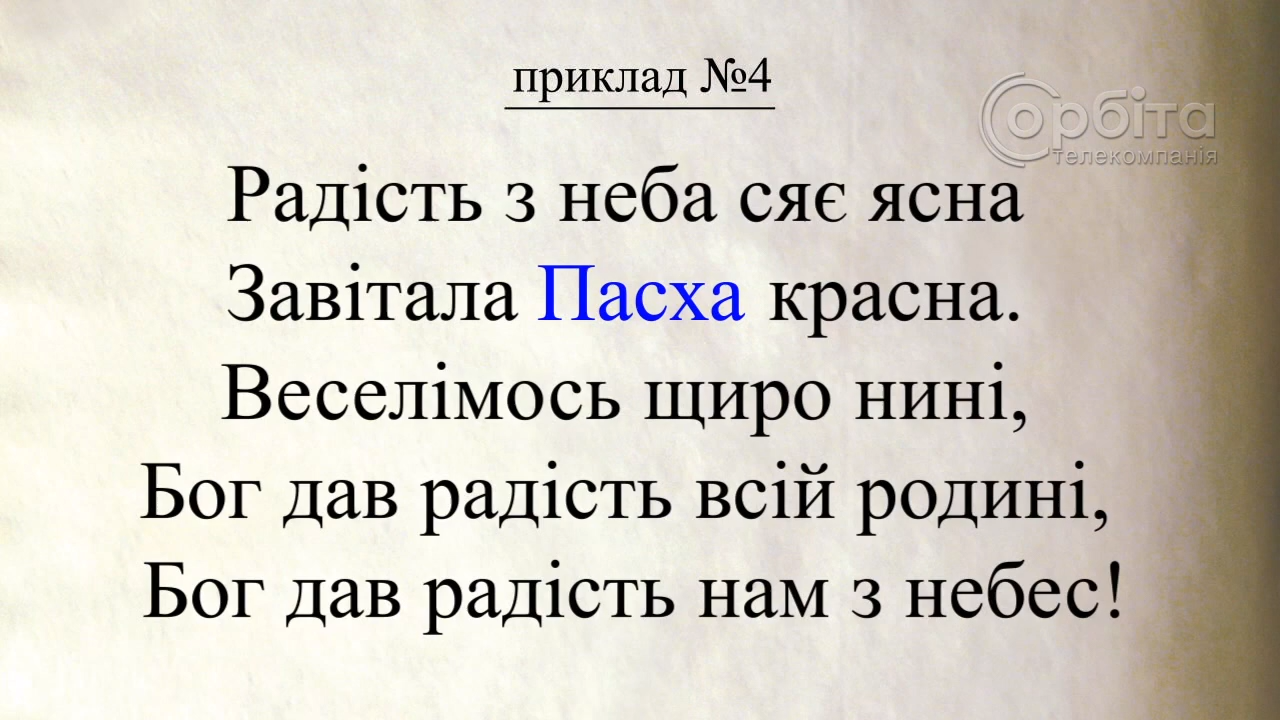 приклад №4
Орбіта
телекомпанія
Радість з неба сяє ясна
Завітала Пасха красна.
Веселімось щиро нині,
Бог дав радість всій родині,
Бог дав радість нам з небес!